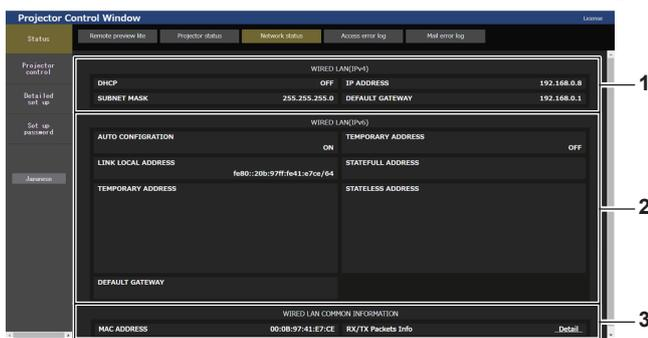 Projector Control Window
License
Status
Remote preview lite
Projector status
Network status
Access error log
Mail error log
Projector
control
Detailed
set up
Set up
password
Japanese
WIRED LAN(IPv4)
DHCP OFF IP ADDRESS 192.168.0.8
SUBNET MASK 255.255.255.0 DEFAULT GATEWAY 192.168.0.1
1
WIRED LAN(IPv6)
AUTO CONFIGRATION ON TEMPORARY ADDRESS OFF
LINK LOCAL ADDRESS fe80::20b:97ff:fe41:e7ce/64 STATEFULL ADDRESS
TEMPORARY ADDRESS STATELESS ADDRESS
2
DEFAULT GATEWAY
WIRED LAN COMMON INFORMATION
MAC ADDRESS 00:0B:97:41:E7:CE RX/TX Packets Info Detail
3